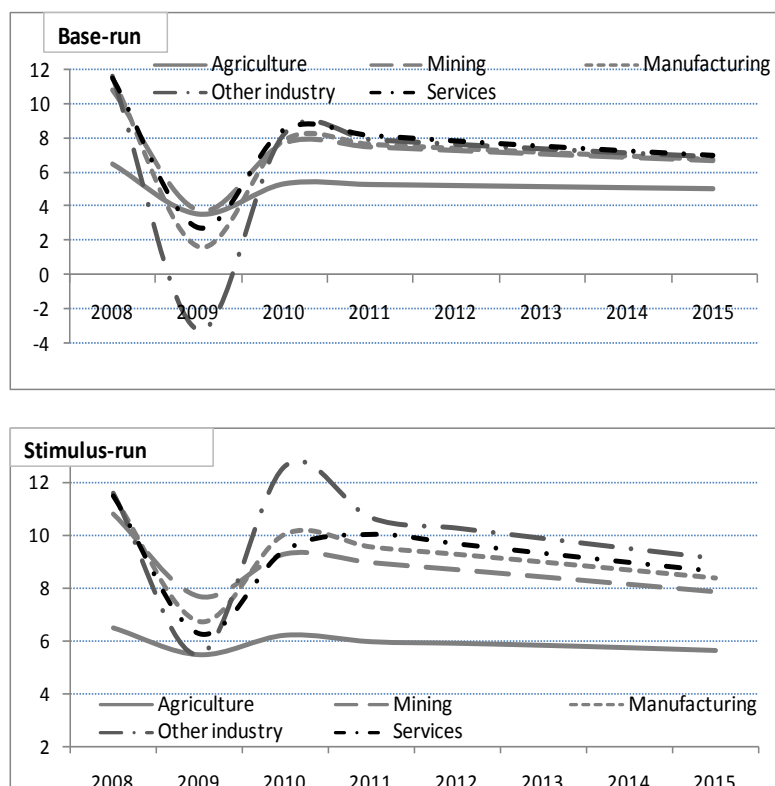 Base-run
12
Agriculture Mining Manufacturing
Other industry Services
10
8
6
4
2
0
-2
-4
2008 2009 2010 2011 2012 2013 2014 2015
Stimulus-run
12
10
8
6
4
2
Agriculture Mining Manufacturing
Other industry Services
2008 2009 2010 2011 2012 2013 2014 2015